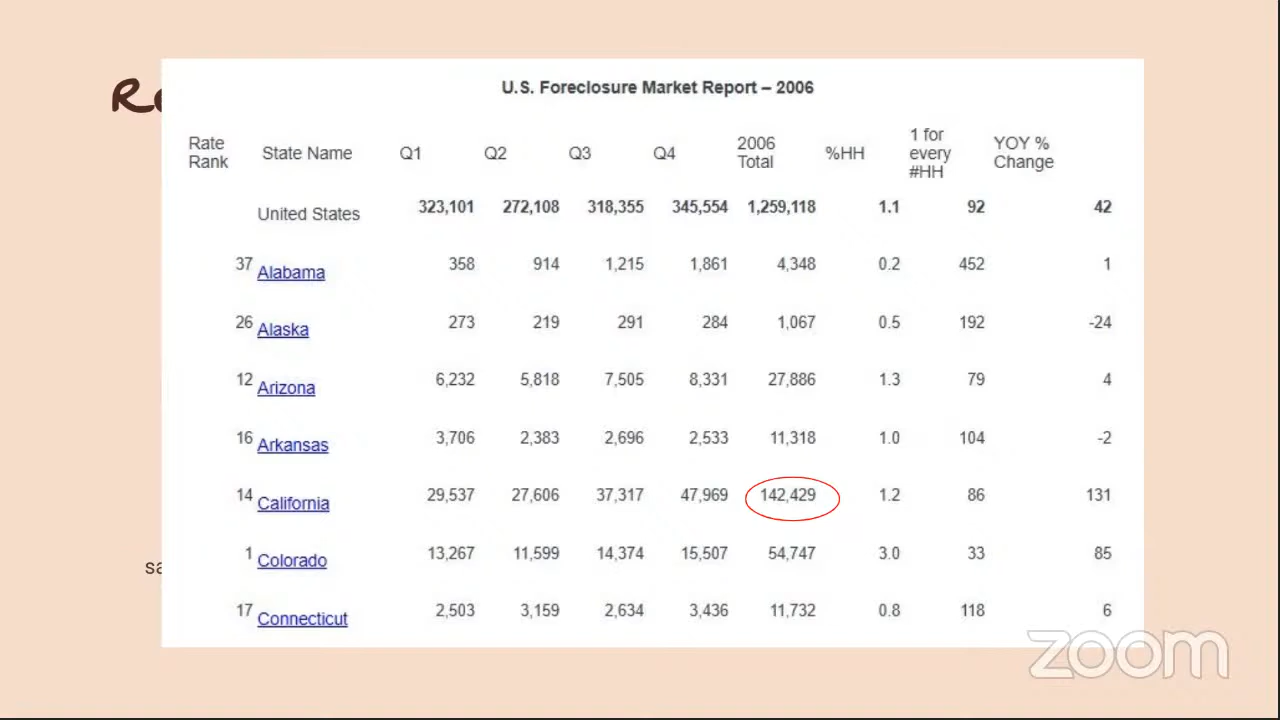 U.S. Foreclosure Market Report – 2006
Rate Rank State Name Q1 Q2 Q3 Q4 2006 Total %HH 1 for every #HH YOY % Change
United States 323,101 272,108 318,355 345,554 1,259,118 1.1 92 42
37 Alabama 358 914 1,215 1,861 4,348 0.2 452 1
26 Alaska 273 219 291 284 1,067 0.5 192 -24
12 Arizona 6,232 5,818 7,505 8,331 27,886 1.3 79 4
16 Arkansas 3,706 2,383 2,696 2,533 11,318 1.0 104 -2
14 California 29,537 27,606 37,317 47,969 142,429 1.2 86 131
1 Colorado 13,267 11,599 14,374 15,507 54,747 3.0 33 85
17 Connecticut 2,503 3,159 2,634 3,436 11,732 0.8 118 6
zoom